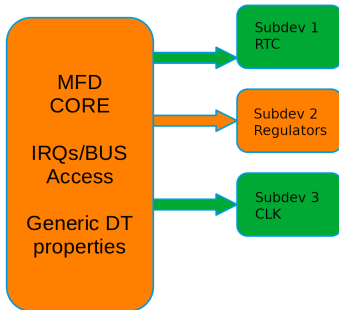 MFD
CORE
IRQs/BUS
Access
Generic DT
properties
Subdev 1
RTC
Subdev 2
Regulators
Subdev 3
CLK